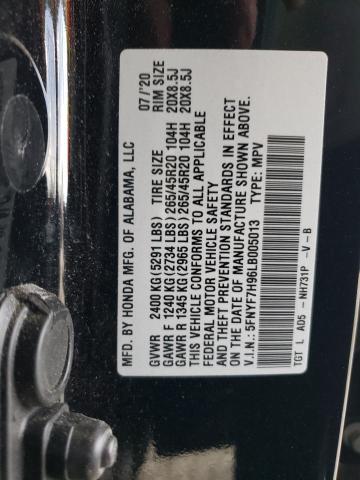 MFD. BY HONDA MFG. OF ALABAMA, LLC 07/'20
GVWR 2400 KG(5291 LBS) TIRE SIZE RIM SIZE
GAWR F 1240 KG(2734 LBS) 265/45R20 104H 20X8.5J
GAWR R 1345 KG(2965 LBS) 265/45R20 104H 20X8.5J
THIS VEHICLE CONFORMS TO ALL APPLICABLE
FEDERAL MOTOR VEHICLE SAFETY
AND THEFT PREVENTION STANDARDS IN EFFECT
ON THE DATE OF MANUFACTURE SHOWN ABOVE.
V.I.N.: 5FNYF7H96LB005013 TYPE: MPV
TGT L AD5 -NH731P -V -B